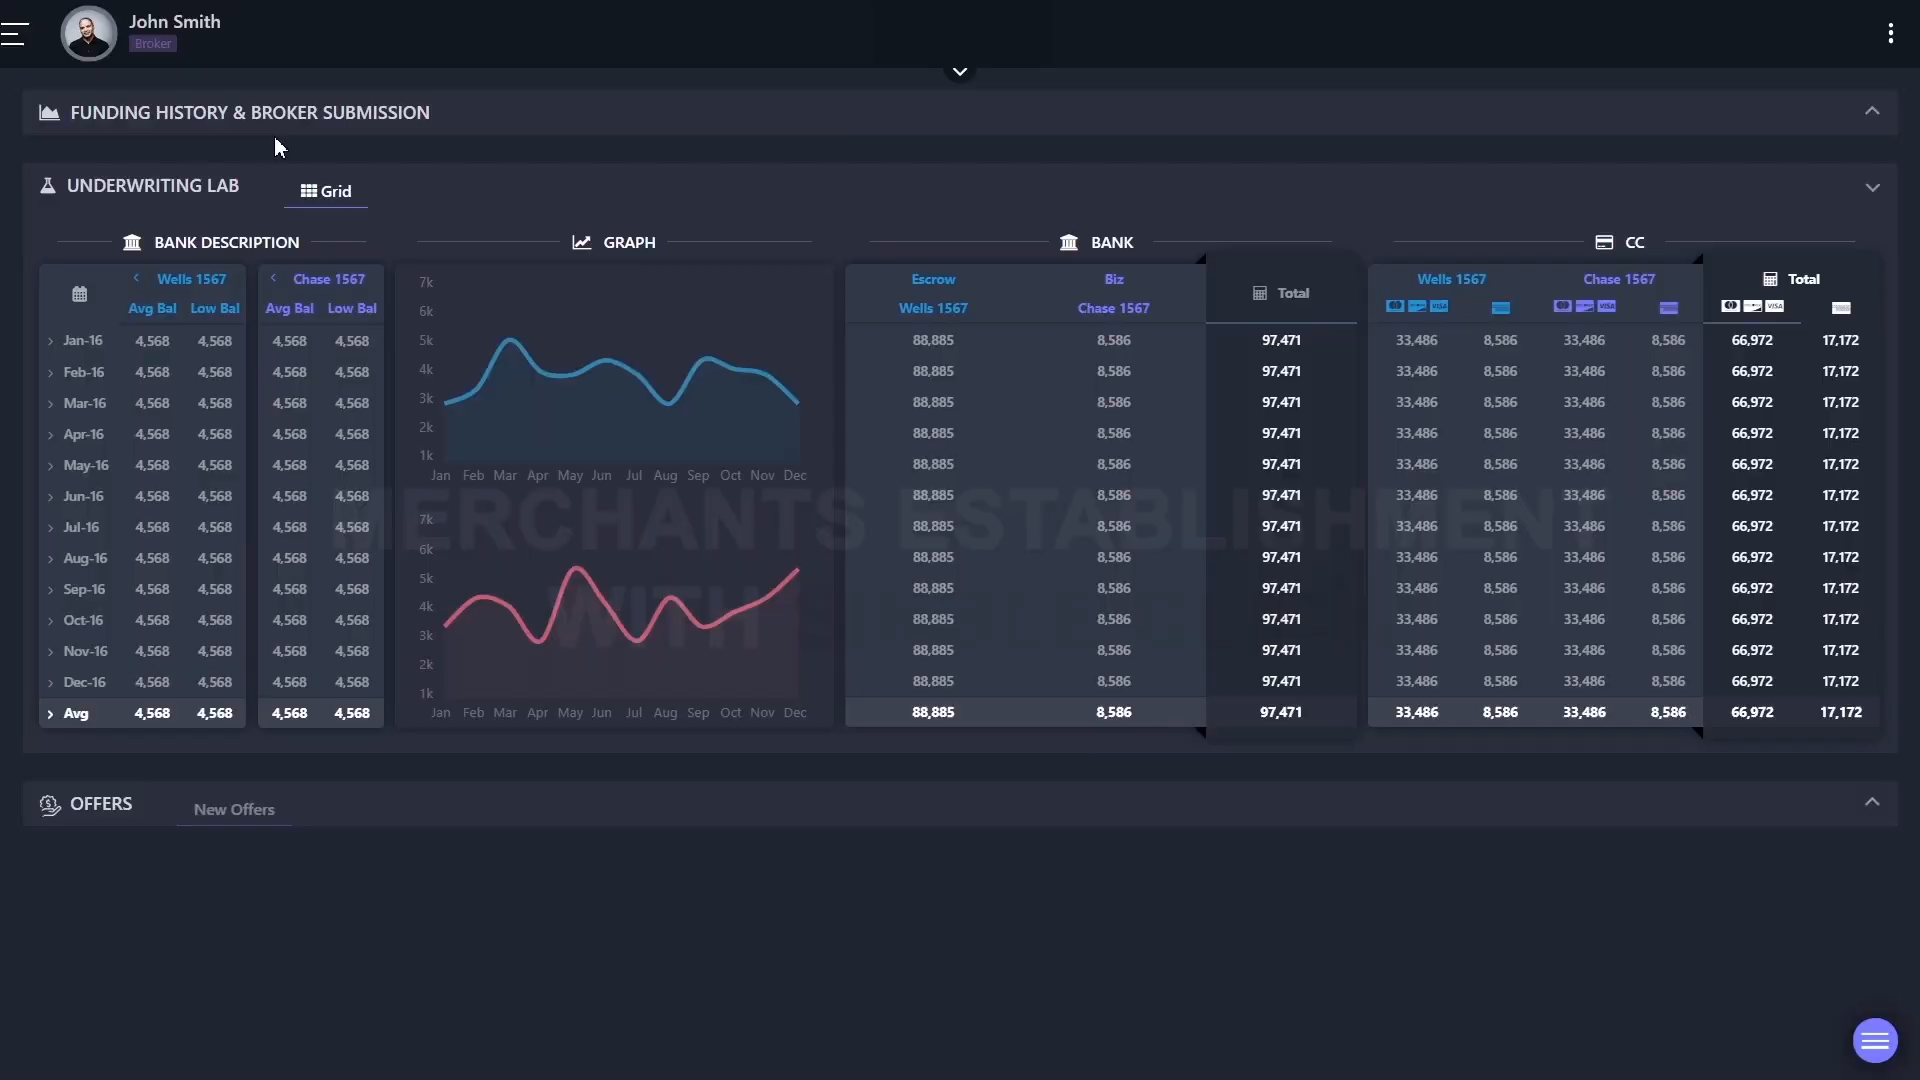 John Smith
Broker
FUNDING HISTORY & BROKER SUBMISSION
UNDERWRITING LAB
Grid
BANK DESCRIPTION
GRAPH
BANK
CC
Wells 1567 Chase 1567
Avg Bal Low Bal Avg Bal Low Bal
Jan-16 4,568 4,568 4,568 4,568
Feb-16 4,568 4,568 4,568 4,568
Mar-16 4,568 4,568 4,568 4,568
Apr-16 4,568 4,568 4,568 4,568
May-16 4,568 4,568 4,568 4,568
Jun-16 4,568 4,568 4,568 4,568
Jul-16 4,568 4,568 4,568 4,568
Aug-16 4,568 4,568 4,568 4,568
Sep-16 4,568 4,568 4,568 4,568
Oct-16 4,568 4,568 4,568 4,568
Nov-16 4,568 4,568 4,568 4,568
Dec-16 4,568 4,568 4,568 4,568
Avg 4,568 4,568 4,568 4,568
7k
6k
5k
4k
3k
2k
1k
Jan Feb Mar Apr May Jun Jul Aug Sep Oct Nov Dec
7k
6k
5k
4k
3k
2k
1k
Jan Feb Mar Apr May Jun Jul Aug Sep Oct Nov Dec
Escrow Biz Total
Wells 1567 Chase 1567
88,885 8,586 97,471
88,885 8,586 97,471
88,885 8,586 97,471
88,885 8,586 97,471
88,885 8,586 97,471
88,885 8,586 97,471
88,885 8,586 97,471
88,885 8,586 97,471
88,885 8,586 97,471
88,885 8,586 97,471
88,885 8,586 97,471
88,885 8,586 97,471
88,885 8,586 97,471
Wells 1567 Chase 1567 Total
VISA VISA VISA
33,486 8,586 33,486 8,586 66,972 17,172
33,486 8,586 33,486 8,586 66,972 17,172
33,486 8,586 33,486 8,586 66,972 17,172
33,486 8,586 33,486 8,586 66,972 17,172
33,486 8,586 33,486 8,586 66,972 17,172
33,486 8,586 33,486 8,586 66,972 17,172
33,486 8,586 33,486 8,586 66,972 17,172
33,486 8,586 33,486 8,586 66,972 17,172
33,486 8,586 33,486 8,586 66,972 17,172
33,486 8,586 33,486 8,586 66,972 17,172
33,486 8,586 33,486 8,586 66,972 17,172
33,486 8,586 33,486 8,586 66,972 17,172
33,486 8,586 33,486 8,586 66,972 17,172
MERCHANTS ESTABLISHMENT
WITH
OFFERS
New Offers